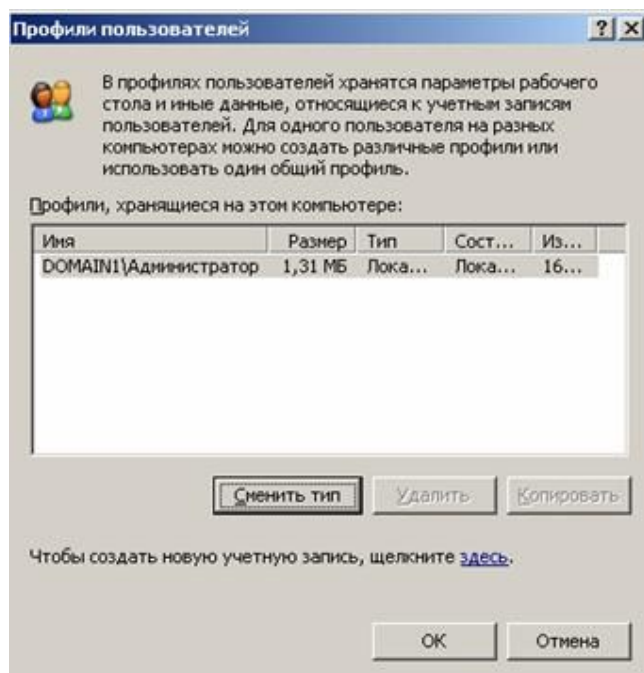 Профили пользователей
В профилях пользователей хранятся параметры рабочего
стола и иные данные, относящиеся к учетным записям
пользователей. Для одного пользователя на разных
компьютерах можно создать различные профили или
использовать один общий профиль.
Профили, хранящиеся на этом компьютере:
Имя Размер Тип Сост... Из...
DOMAIN1\Администратор 1,31 МБ Лока... Лока... 16...
Сменить тип Удалить Копировать
Чтобы создать новую учетную запись, щелкните здесь.
ОК Отмена